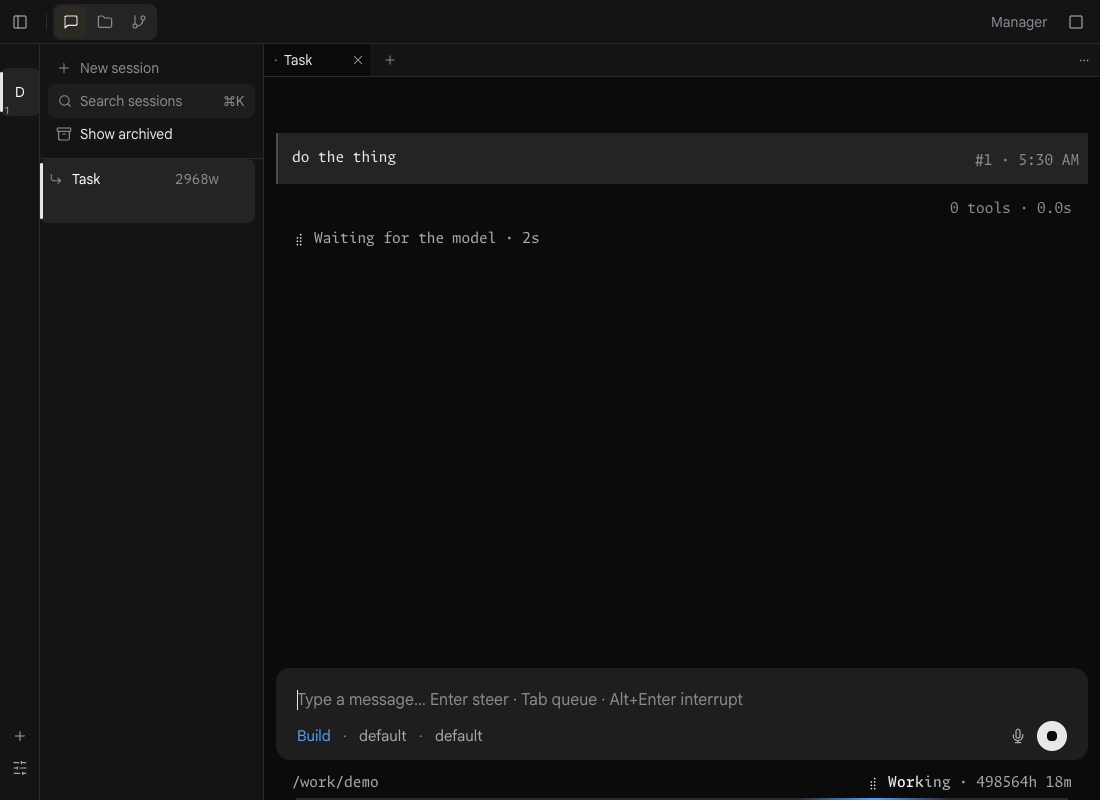 Manager
D
1
New session
Search sessions ⌘K
Show archived
Task 2968w
· Task
do the thing
#1 · 5:30 AM
0 tools · 0.0s
Waiting for the model · 2s
Type a message... Enter steer · Tab queue · Alt+Enter interrupt
Build · default · default
/work/demo
Working · 498564h 18m